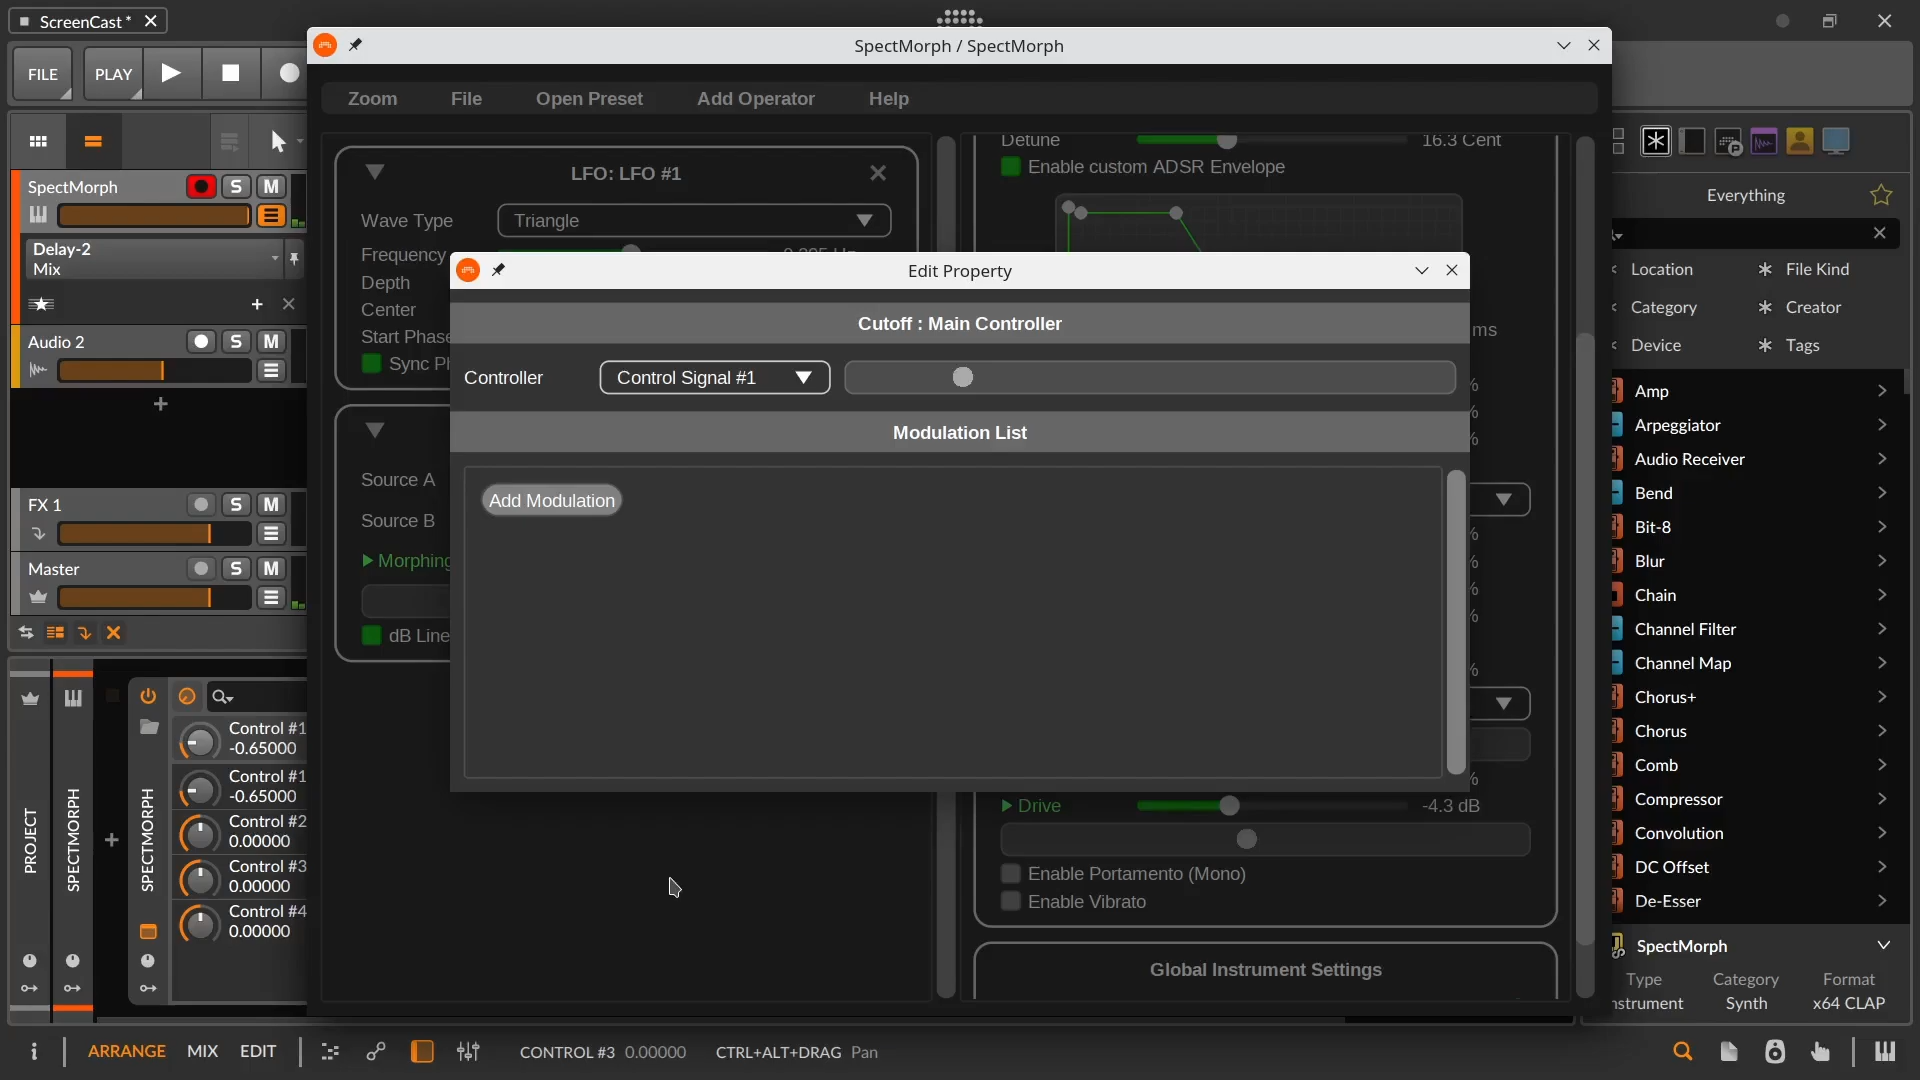 ScreenCast *
FILE
PLAY
SpectMorph / SpectMorph
Zoom
File
Open Preset
Add Operator
Help
SpectMorph
S
M
Delay-2
Mix
Audio 2
S
M
FX 1
S
M
Master
S
M
LFO: LFO #1
Wave Type
Triangle
Frequency
Depth
Center
Start Phase
Sync Ph
Source A
Source B
Morphing
dB Line
Detune
16.3 Cent
Enable custom ADSR Envelope
ms
%
%
%
%
%
%
%
%
%
Edit Property
Cutoff : Main Controller
Controller
Control Signal #1
Modulation List
Add Modulation
Drive
-4.3 dB
Enable Portamento (Mono)
Enable Vibrato
Global Instrument Settings
PROJECT
SPECTMORPH
SPECTMORPH
Control #1
-0.65000
Control #1
-0.65000
Control #2
0.00000
Control #3
0.00000
Control #4
0.00000
Everything
Location
File Kind
Category
Creator
Device
Tags
Amp
Arpeggiator
Audio Receiver
Bend
Bit-8
Blur
Chain
Channel Filter
Channel Map
Chorus+
Chorus
Comb
Compressor
Convolution
DC Offset
De-Esser
SpectMorph
Type
Category
Format
nstrument
Synth
x64 CLAP
ARRANGE
MIX
EDIT
CONTROL #3 0.00000
CTRL+ALT+DRAG Pan